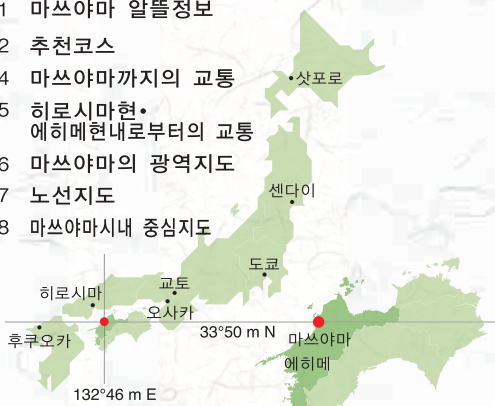 1 마쓰야마 알뜰정보
2 추천코스
4 마쓰야마까지의 교통
5 히로시마현•
에히메현내로부터의 교통
6 마쓰야마의 광역지도
7 노선지도
8 마쓰야마시내 중심지도
삿포로
센다이
도쿄
교토
히로시마
오사카
33°50 m N
후쿠오카
마쓰야마
에히메
132°46 m E